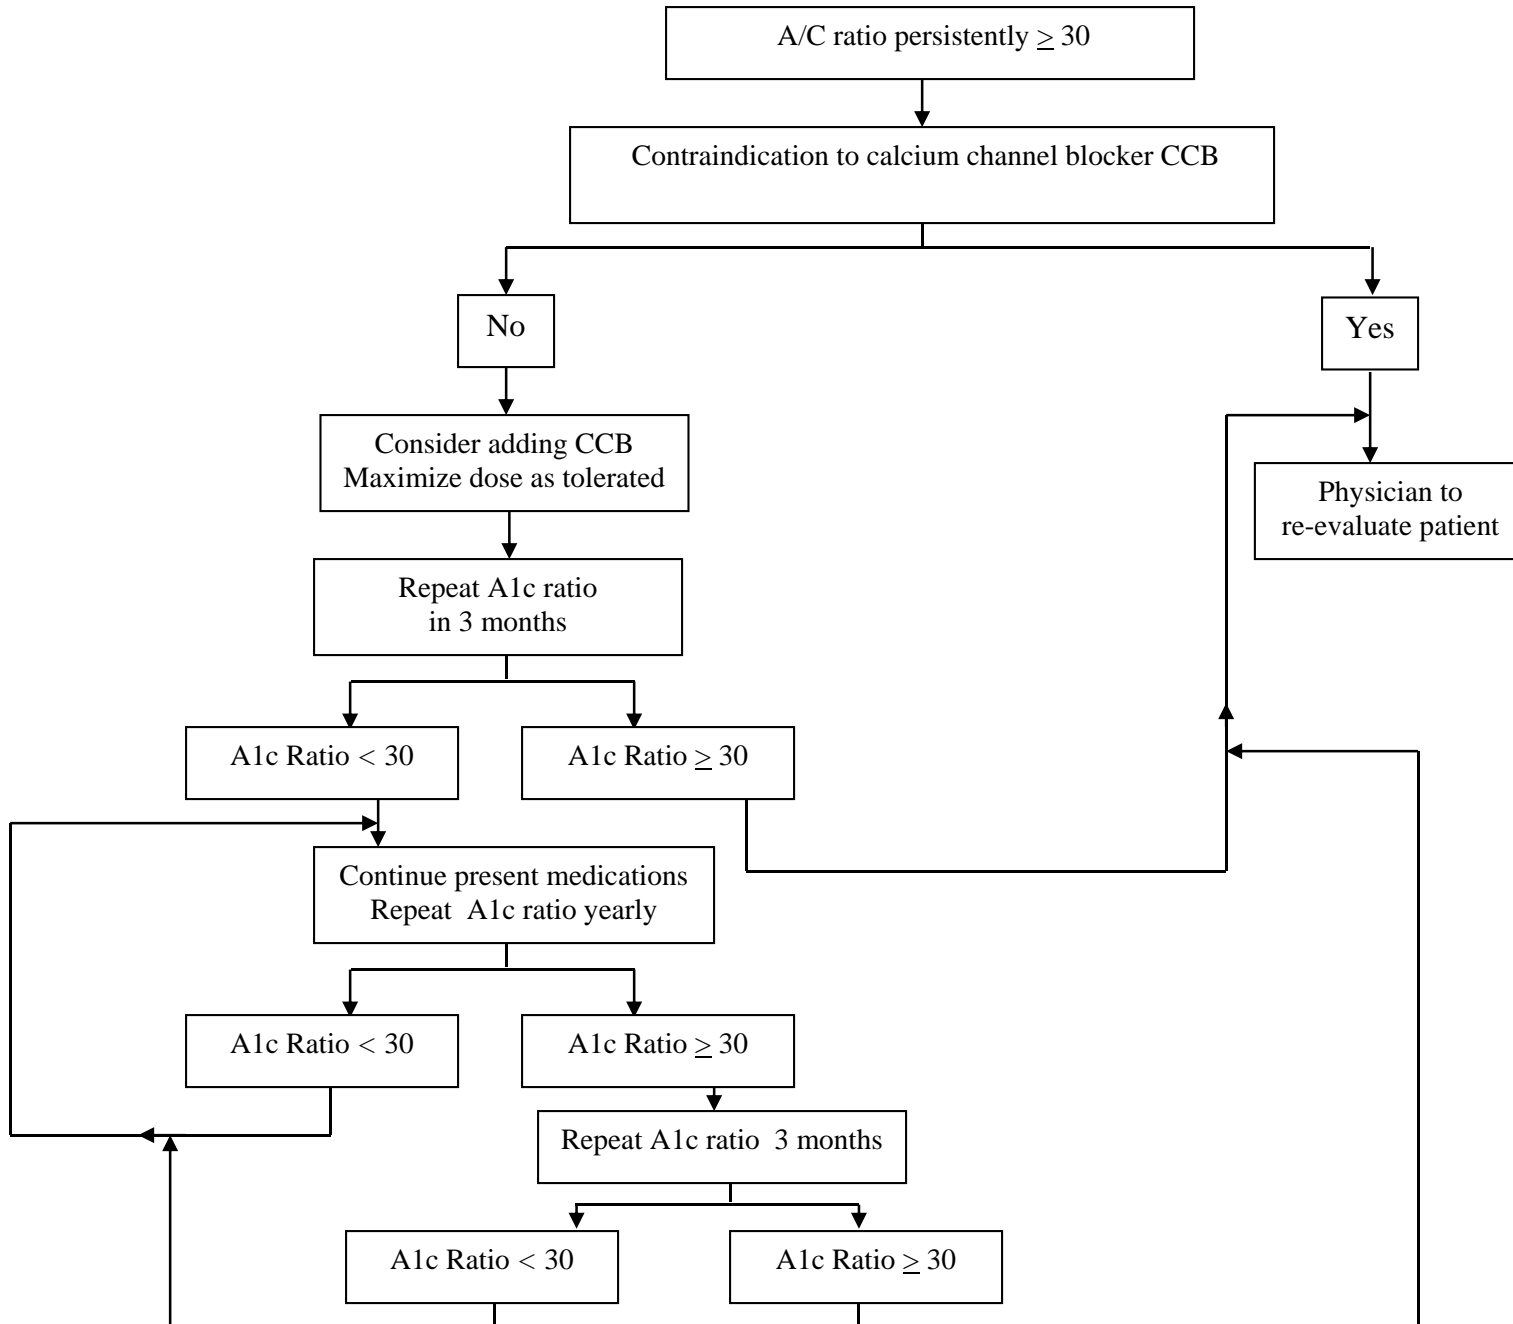 A/C ratio persistently ≥ 30
Contraindication to calcium channel blocker CCB
No
Yes
Consider adding CCB
Maximize dose as tolerated
Physician to
re-evaluate patient
Repeat A1c ratio
in 3 months
A1c Ratio < 30
A1c Ratio ≥ 30
Continue present medications
Repeat A1c ratio yearly
A1c Ratio < 30
A1c Ratio ≥ 30
Repeat A1c ratio 3 months
A1c Ratio < 30
A1c Ratio ≥ 30